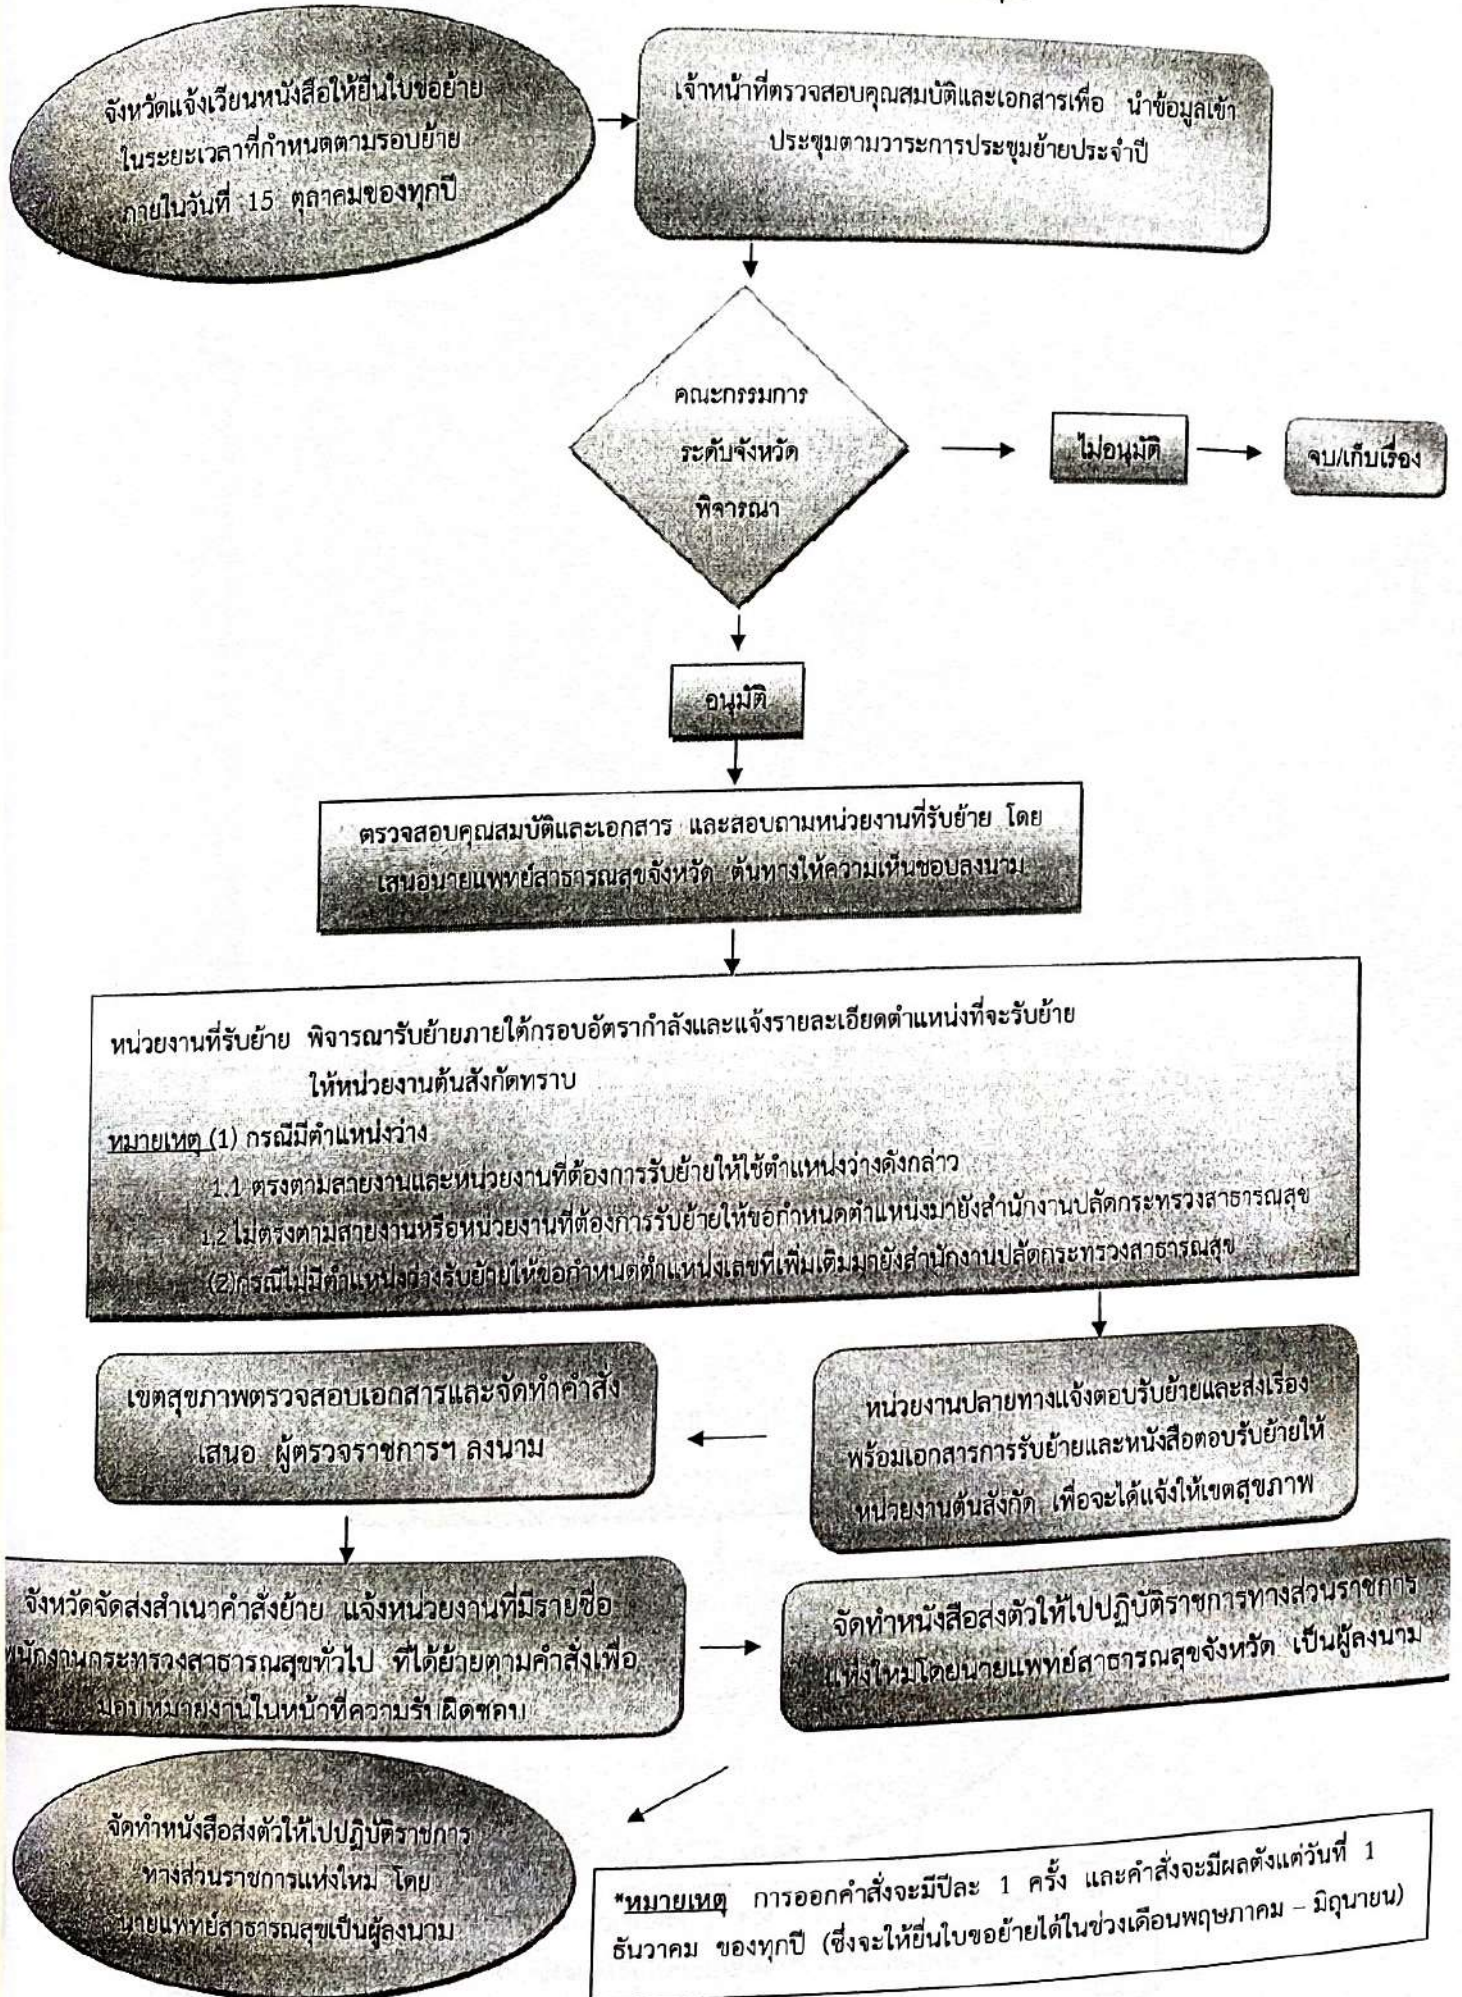 จังหวัดแจ้งเวียนหนังสือให้ยื่นใบขอย้าย
ในระยะเวลาที่กำหนดตามรอบย้าย
ภายในวันที่ 15 ตุลาคมของทุกปี
เจ้าหน้าที่ตรวจสอบคุณสมบัติและเอกสารเพื่อ นำข้อมูลเข้า
ประชุมตามวาระการประชุมย้ายประจำปี
คณะกรรมการ
ระดับจังหวัด
พิจารณา
ไม่อนุมัติ
จบ/เก็บเรื่อง
อนุมัติ
ตรวจสอบคุณสมบัติและเอกสาร และสอบถามหน่วยงานที่รับย้าย โดย
เสนอนายแพทย์สาธารณสุขจังหวัด ต้นทางให้ความเห็นชอบลงนาม
หน่วยงานที่รับย้าย พิจารณารับย้ายภายใต้กรอบอัตรากำลังและแจ้งรายละเอียดตำแหน่งที่จะรับย้าย
ให้หน่วยงานต้นสังกัดทราบ
หมายเหตุ (1) กรณีมีตำแหน่งว่าง
1.1 ตรงตามสายงานและหน่วยงานที่ต้องการรับย้ายให้ใช้ตำแหน่งว่างดังกล่าว
1.2 ไม่ตรงตามสายงานหรือหน่วยงานที่ต้องการรับย้ายให้ขอกำหนดตำแหน่งมายังสำนักงานปลัดกระทรวงสาธารณสุข
(2)กรณีไม่มีตำแหน่งว่างรับย้ายให้ขอกำหนดตำแหน่งเลขที่เพิ่มเติมมายังสำนักงานปลัดกระทรวงสาธารณสุข
เขตสุขภาพตรวจสอบเอกสารและจัดทำคำสั่ง
เสนอ ผู้ตรวจราชการฯ ลงนาม
หน่วยงานปลายทางแจ้งตอบรับย้ายและส่งเรื่อง
พร้อมเอกสารการรับย้ายและหนังสือตอบรับย้ายให้
หน่วยงานต้นสังกัด เพื่อจะได้แจ้งให้เขตสุขภาพ
จังหวัดจัดส่งสำเนาคำสั่งย้าย แจ้งหน่วยงานที่มีรายชื่อ
พนักงานกระทรวงสาธารณสุขทั่วไป ที่ได้ย้ายตามคำสั่งเพื่อ
มอบหมายงานในหน้าที่ความรับผิดชอบ
จัดทำหนังสือส่งตัวให้ไปปฏิบัติราชการทางส่วนราชการ
แห่งใหม่โดยนายแพทย์สาธารณสุขจังหวัด เป็นผู้ลงนาม
จัดทำหนังสือส่งตัวให้ไปปฏิบัติราชการ
ทางส่วนราชการแห่งใหม่ โดย
นายแพทย์สาธารณสุขเป็นผู้ลงนาม
*หมายเหตุ การออกคำสั่งจะมีปีละ 1 ครั้ง และคำสั่งจะมีผลตั้งแต่วันที่ 1
ธันวาคม ของทุกปี (ซึ่งจะให้ยื่นใบขอย้ายได้ในช่วงเดือนพฤษภาคม – มิถุนายน)